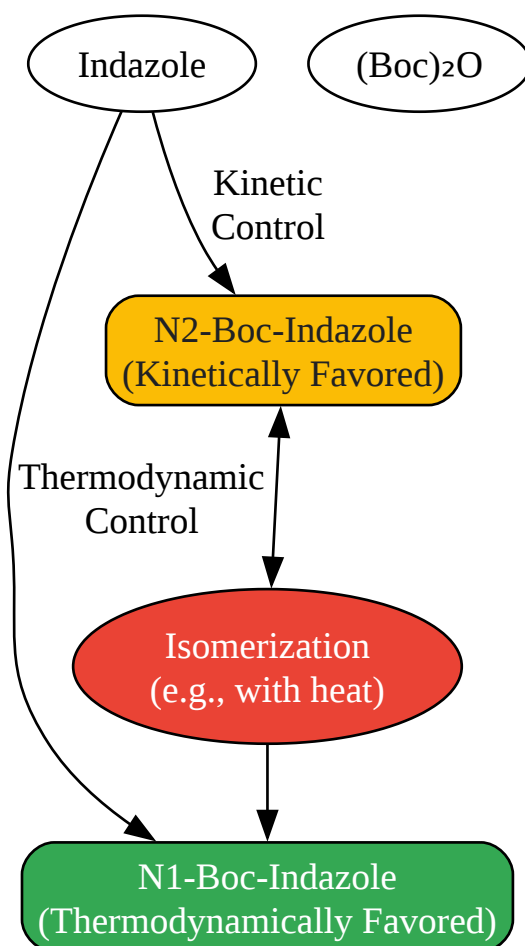 Indazole
(Boc)₂O
Kinetic
Control
N2-Boc-Indazole
(Kinetically Favored)
Thermodynamic
Control
Isomerization
(e.g., with heat)
N1-Boc-Indazole
(Thermodynamically Favored)